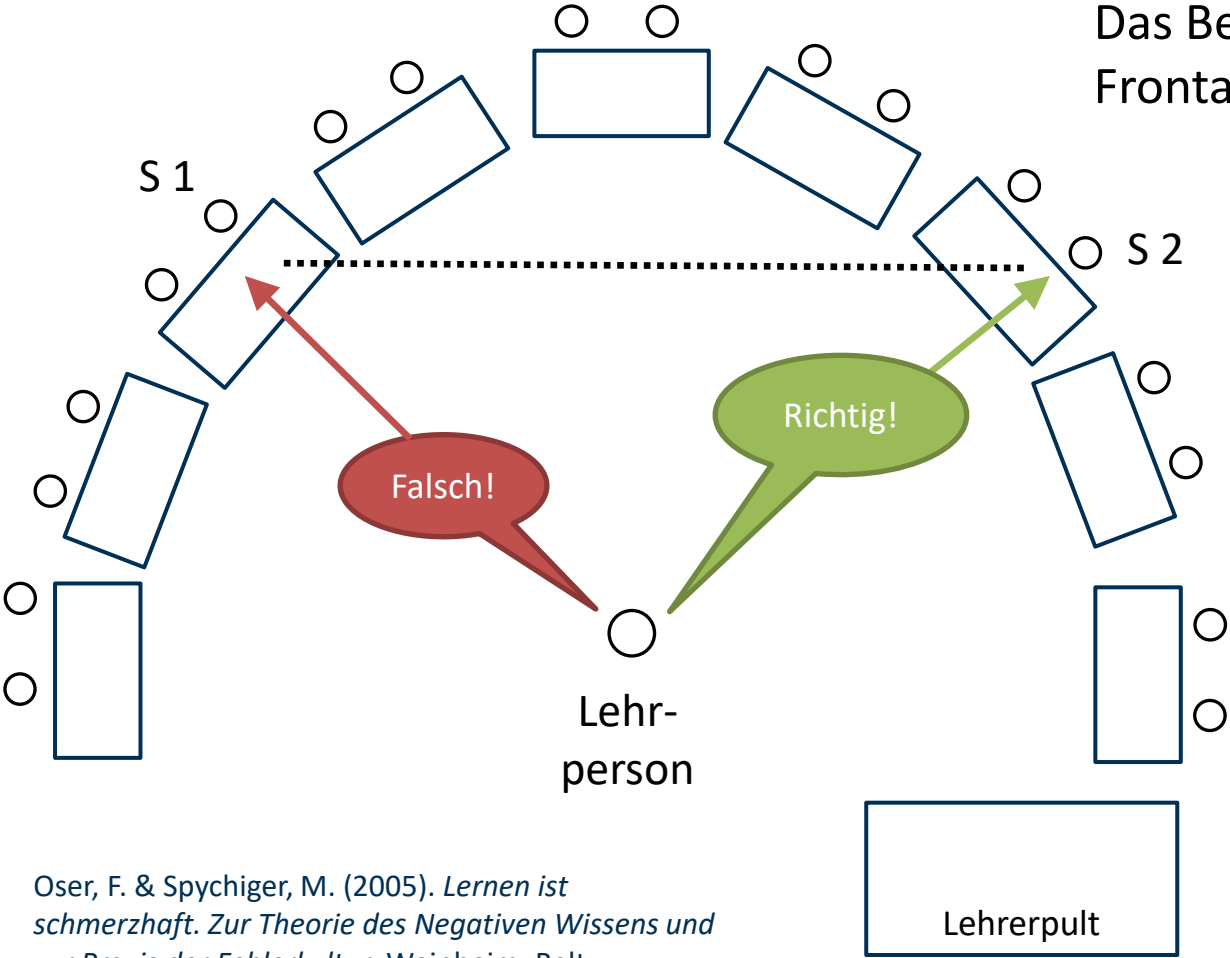 Das Be
Fronta
S 1
S 2
Richtig!
Falsch!
Lehr-
person
Oser, F. & Spychiger, M. (2005). Lernen ist
schmerzhaft. Zur Theorie des Negativen Wissens und
Lehrerpult